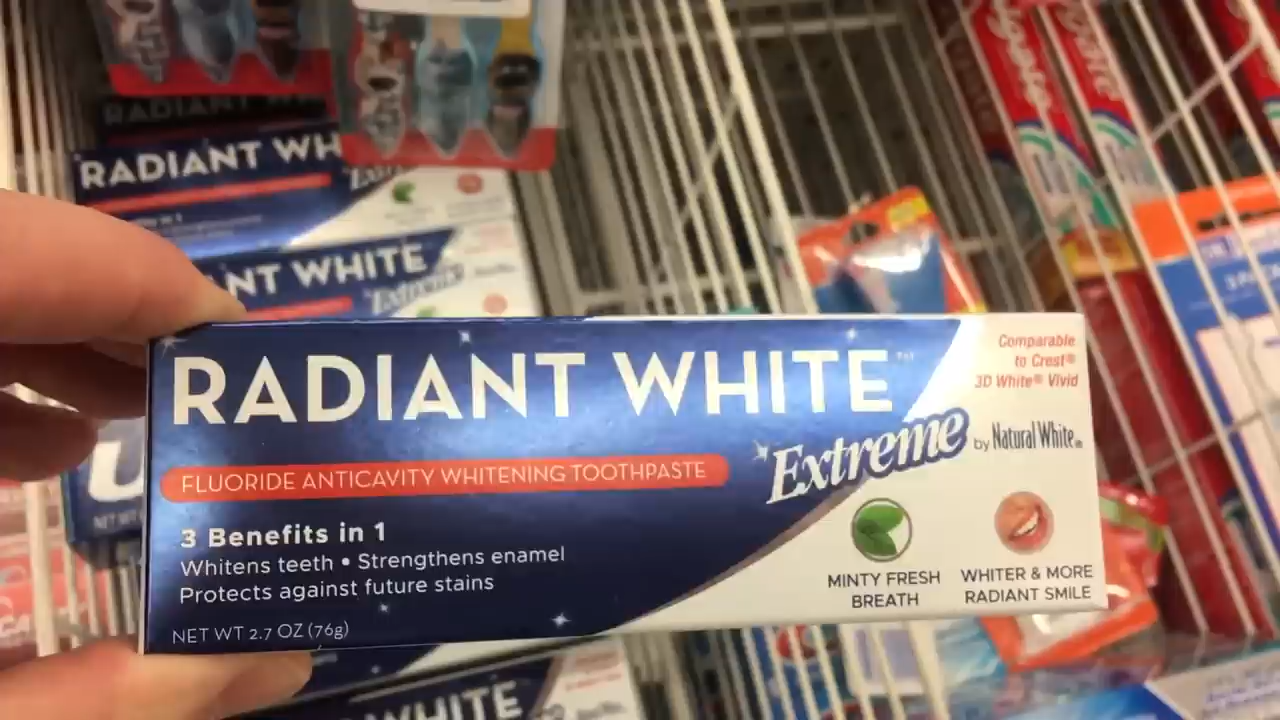 RADIANT WH
NT WHITE
Extreme
RADIANT WHITE™
Comparable
to Crest®
3D White® Vivid
Extreme by Natural White®
FLUORIDE ANTICAVITY WHITENING TOOTHPASTE
3 Benefits in 1
Whitens teeth • Strengthens enamel
Protects against future stains
NET WT 2.7 OZ (76g)
MINTY FRESH
BREATH
WHITER & MORE
RADIANT SMILE
WHITE